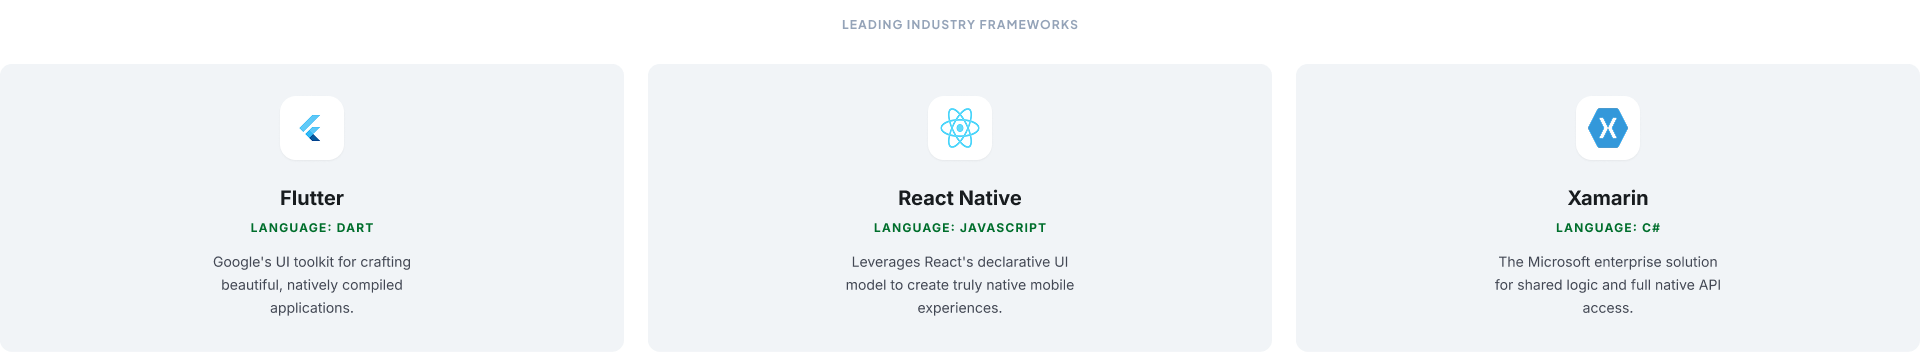 LEADING INDUSTRY FRAMEWORKS
Flutter
LANGUAGE: DART
Google's UI toolkit for crafting
beautiful, natively compiled
applications.
React Native
LANGUAGE: JAVASCRIPT
Leverages React's declarative UI
model to create truly native mobile
experiences.
Xamarin
LANGUAGE: C#
The Microsoft enterprise solution
for shared logic and full native API
access.